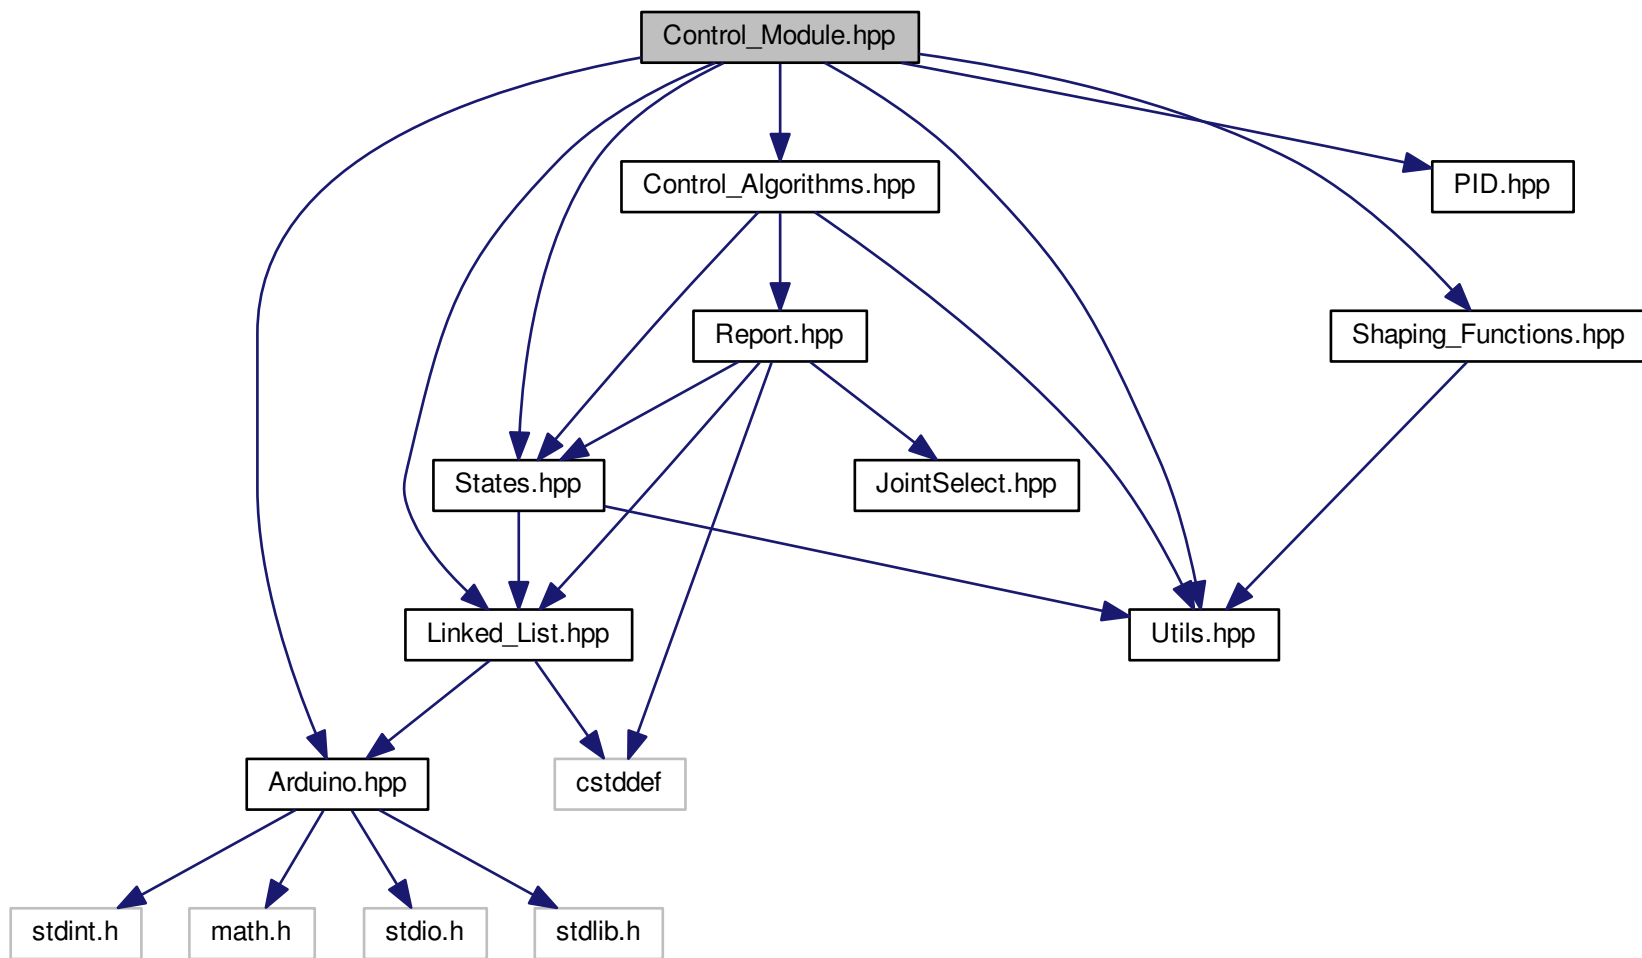 Control_Module.hpp
Control_Algorithms.hpp
PID.hpp
Report.hpp
Shaping_Functions.hpp
States.hpp
JointSelect.hpp
Linked_List.hpp
Utils.hpp
Arduino.hpp
cstddef
stdint.h
math.h
stdio.h
stdlib.h